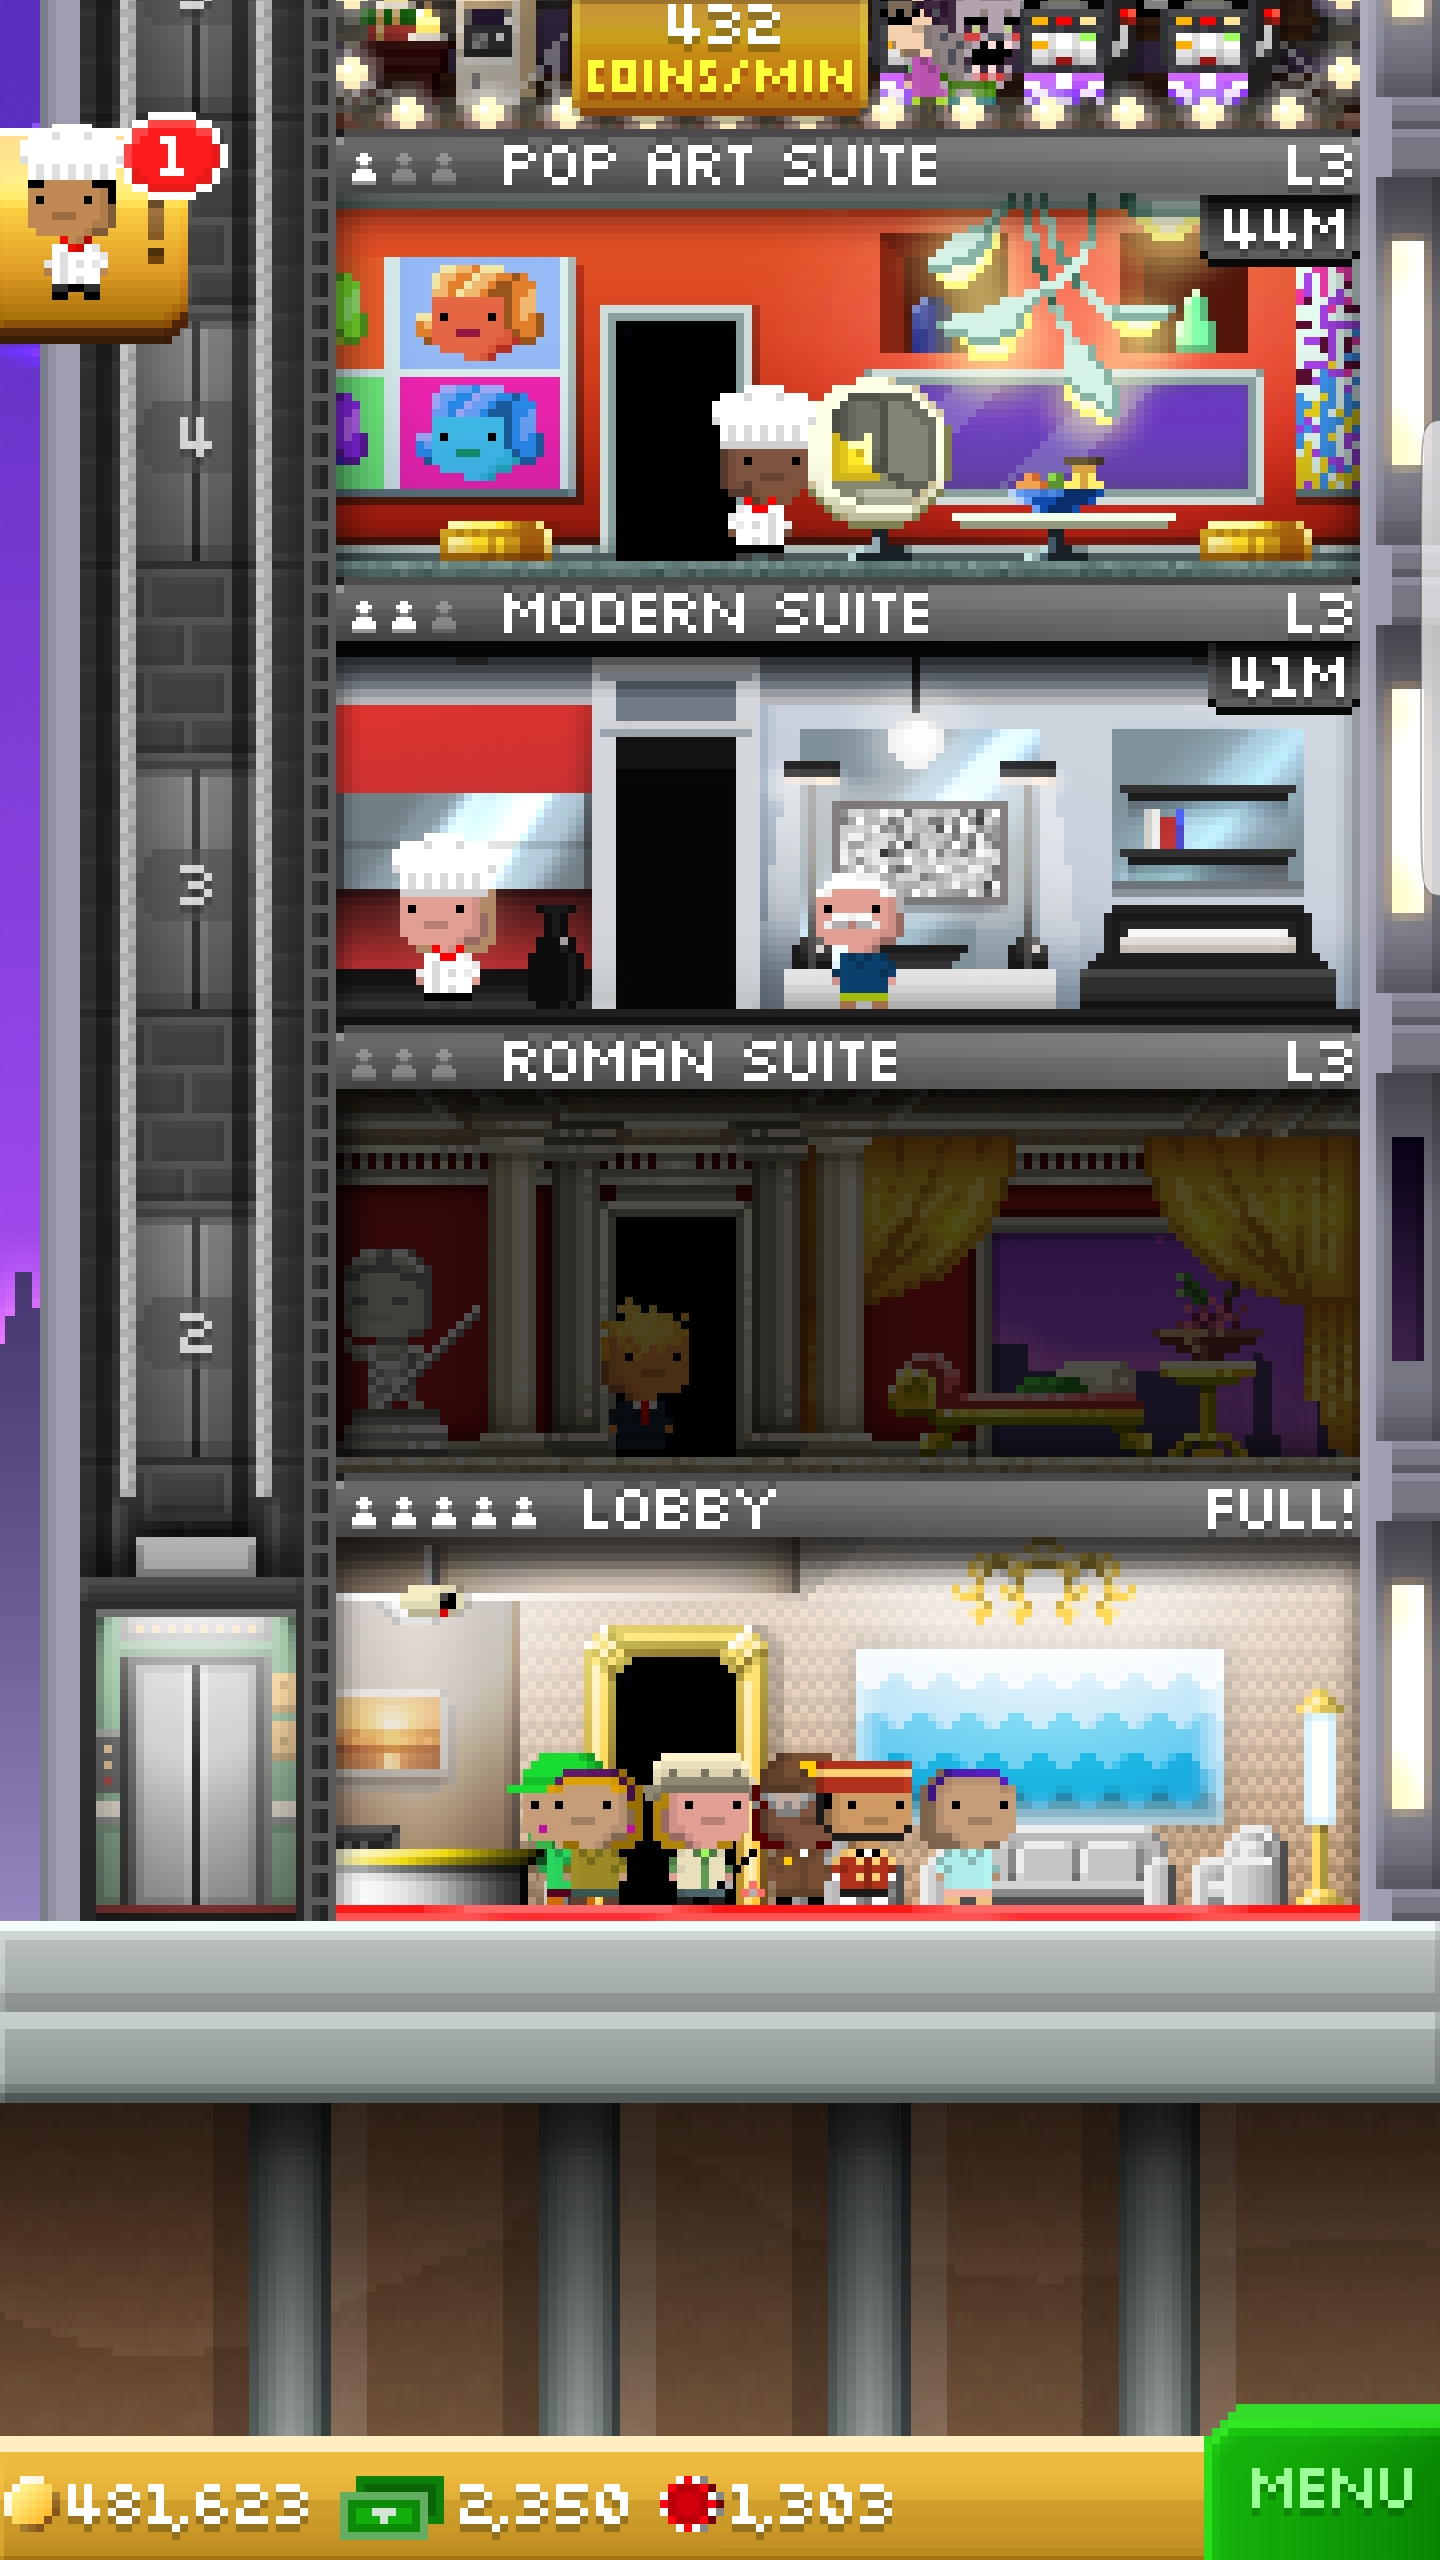 432
COINS/MIN
1
!
POP ART SUITE L3
44M
4
MODERN SUITE L3
41M
3
ROMAN SUITE L3
2
LOBBY FULL!
481,623 2,350 1,303
MENU